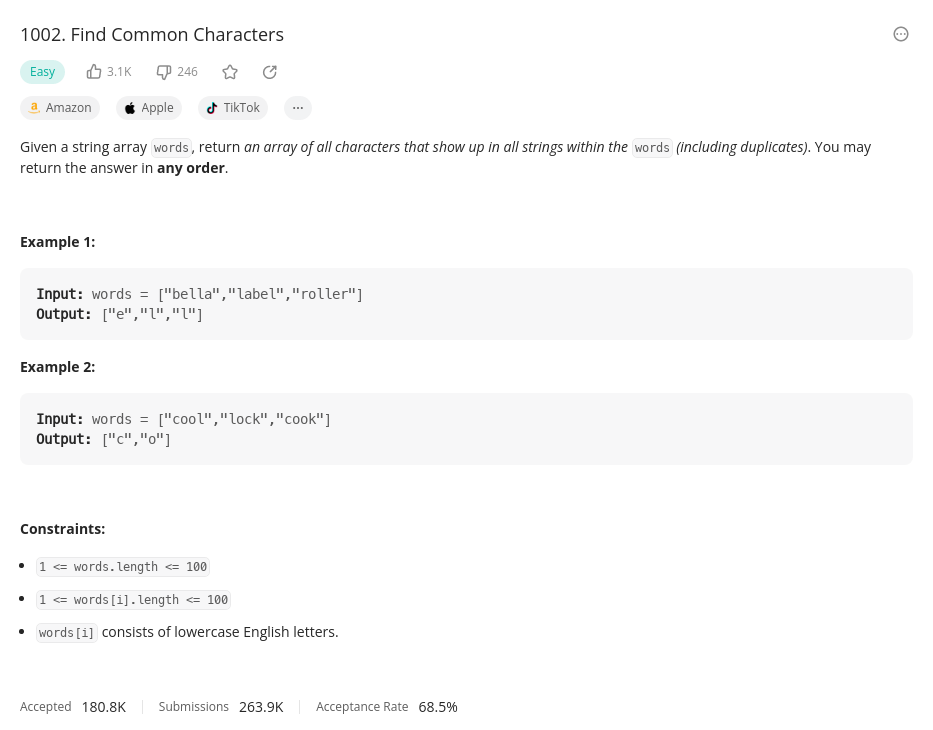 1002. Find Common Characters
Easy 3.1K 246
Amazon Apple TikTok ...
Given a string array words, return an array of all characters that show up in all strings within the words (including duplicates). You may
return the answer in any order.
Example 1:
Input: words = ["bella","label","roller"]
Output: ["e","l","l"]
Example 2:
Input: words = ["cool","lock","cook"]
Output: ["c","o"]
Constraints:
• 1 <= words.length <= 100
• 1 <= words[i].length <= 100
• words[i] consists of lowercase English letters.
Accepted 180.8K Submissions 263.9K Acceptance Rate 68.5%